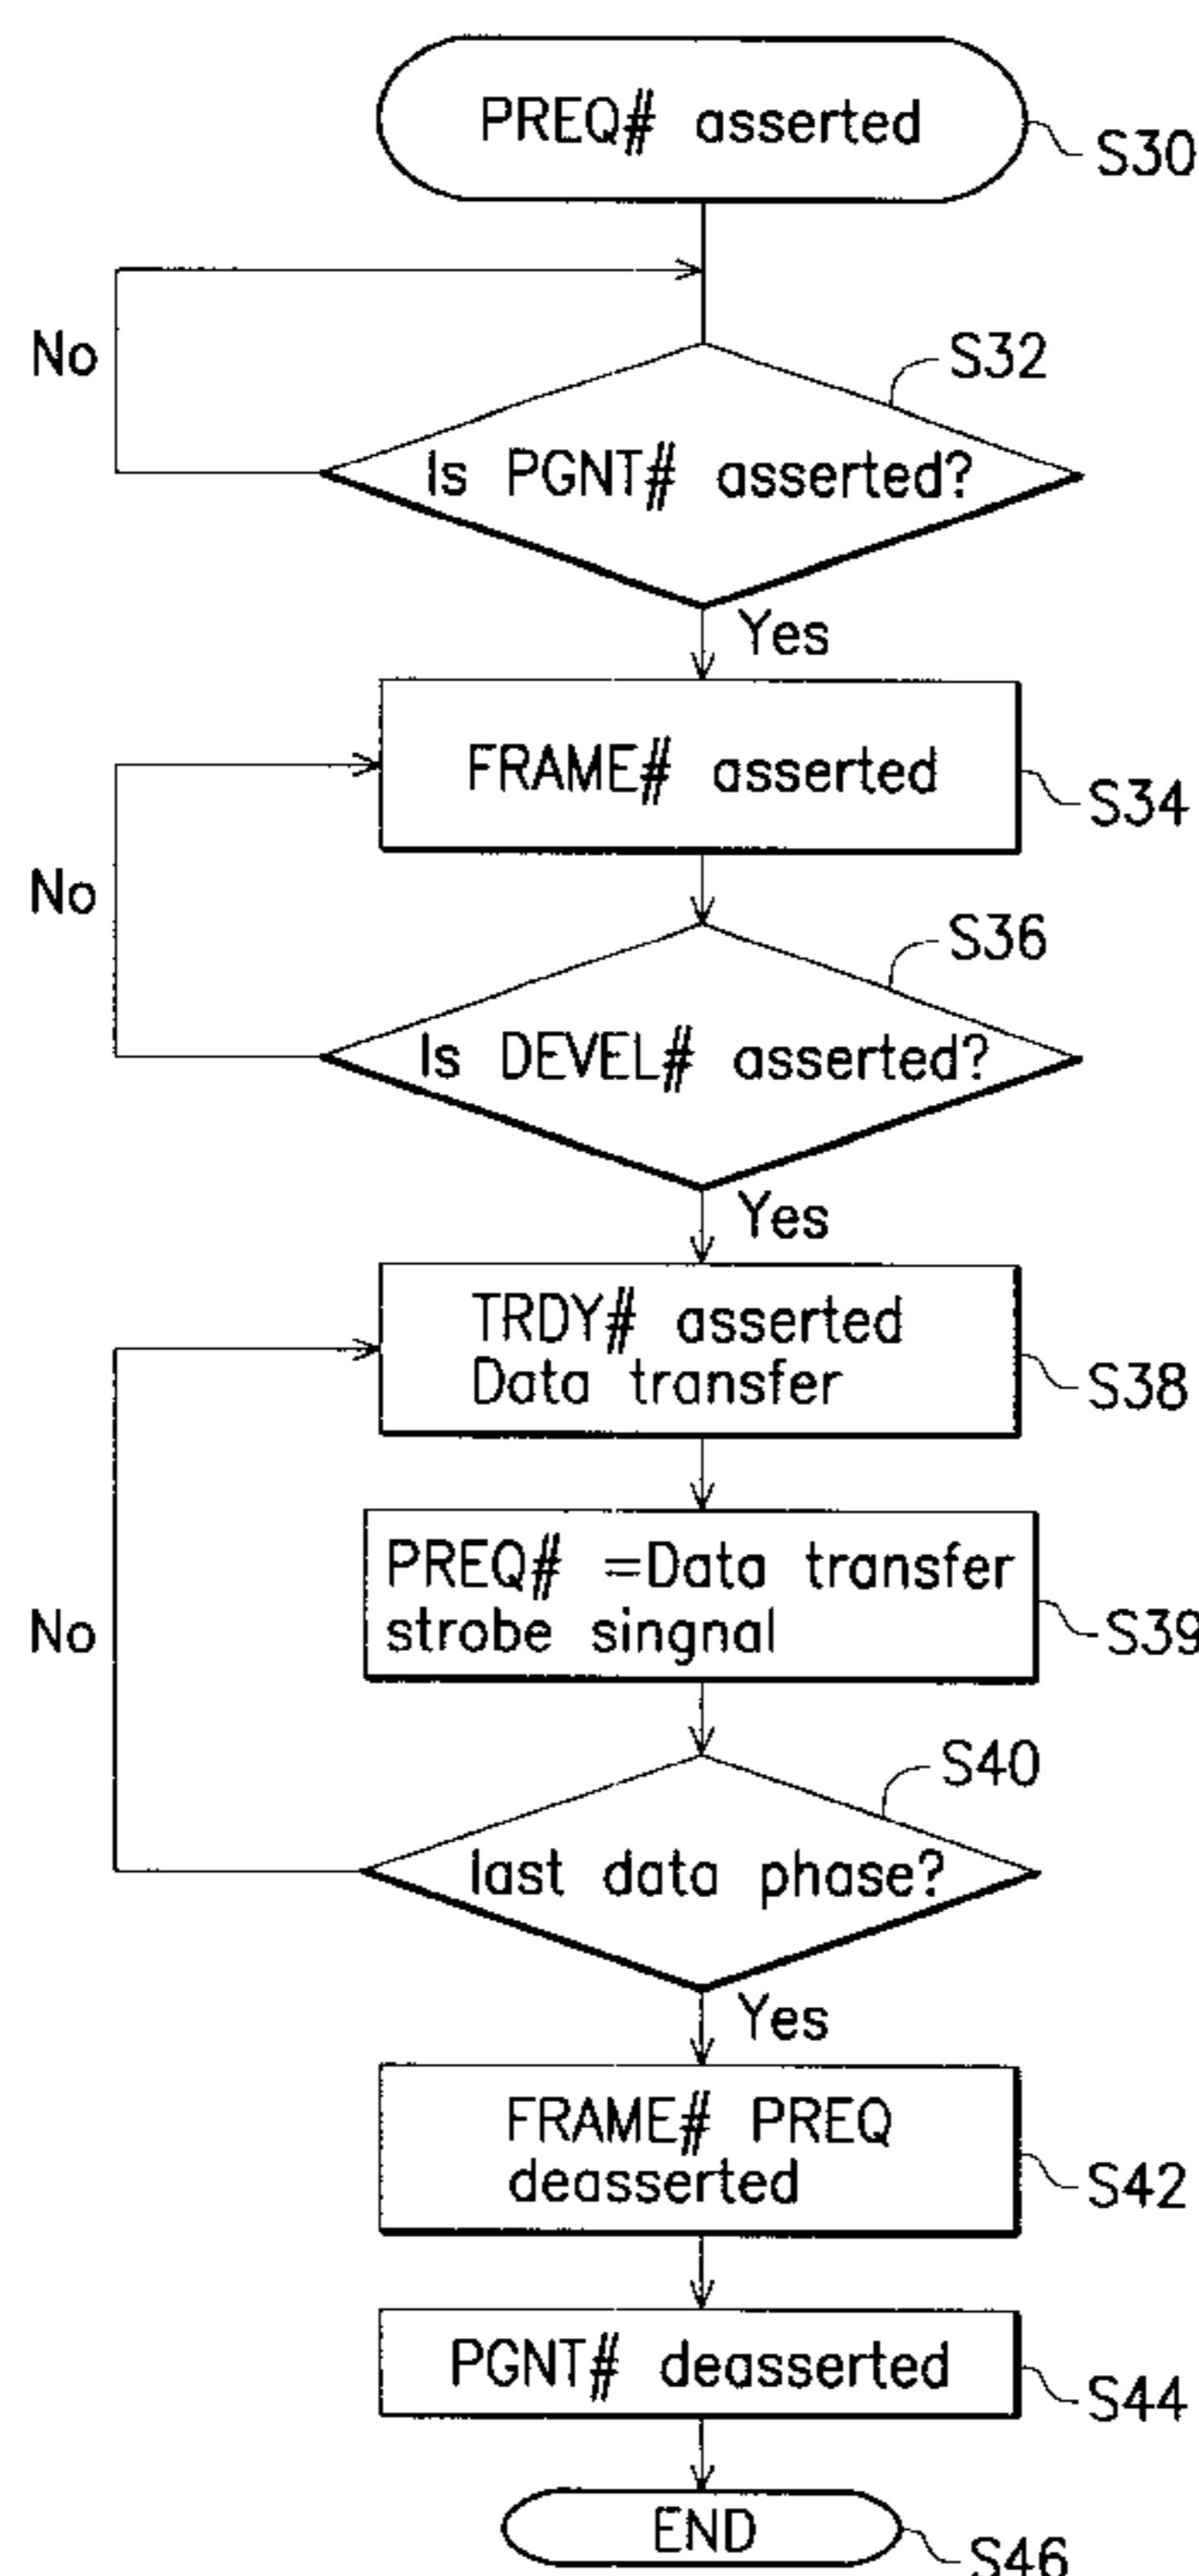 PREQ# asserted
S30
No
S32
Is PGNT# asserted?
Yes
FRAME# asserted
S34
No
S36
Is DEVEL# asserted?
Yes
TRDY# asserted
Data transfer
S38
PREQ# =Data transfer
strobe singnal
S39
No
S40
last data phase?
Yes
FRAME# PREQ
deasserted
S42
PGNT# deasserted
S44
END
S46